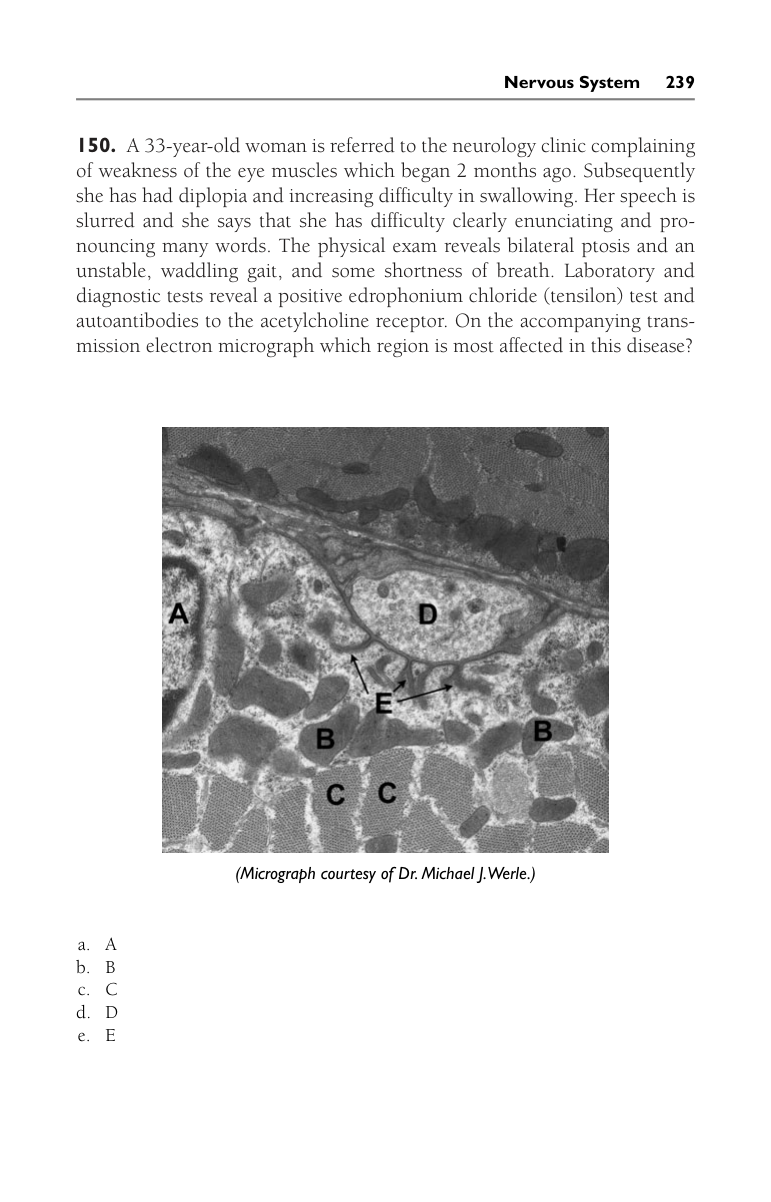 Nervous System 239
150. A 33-year-old woman is referred to the neurology clinic complaining
of weakness of the eye muscles which began 2 months ago. Subsequently
she has had diplopia and increasing difficulty in swallowing. Her speech is
slurred and she says that she has difficulty clearly enunciating and pro-
nouncing many words. The physical exam reveals bilateral ptosis and an
unstable, waddling gait, and some shortness of breath. Laboratory and
diagnostic tests reveal a positive edrophonium chloride (tensilon) test and
autoantibodies to the acetylcholine receptor. On the accompanying trans-
mission electron micrograph which region is most affected in this disease?
A
D
E
B
B
C C
(Micrograph courtesy of Dr. Michael J. Werle.)
a. A
b. B
c. C
d. D
e. E